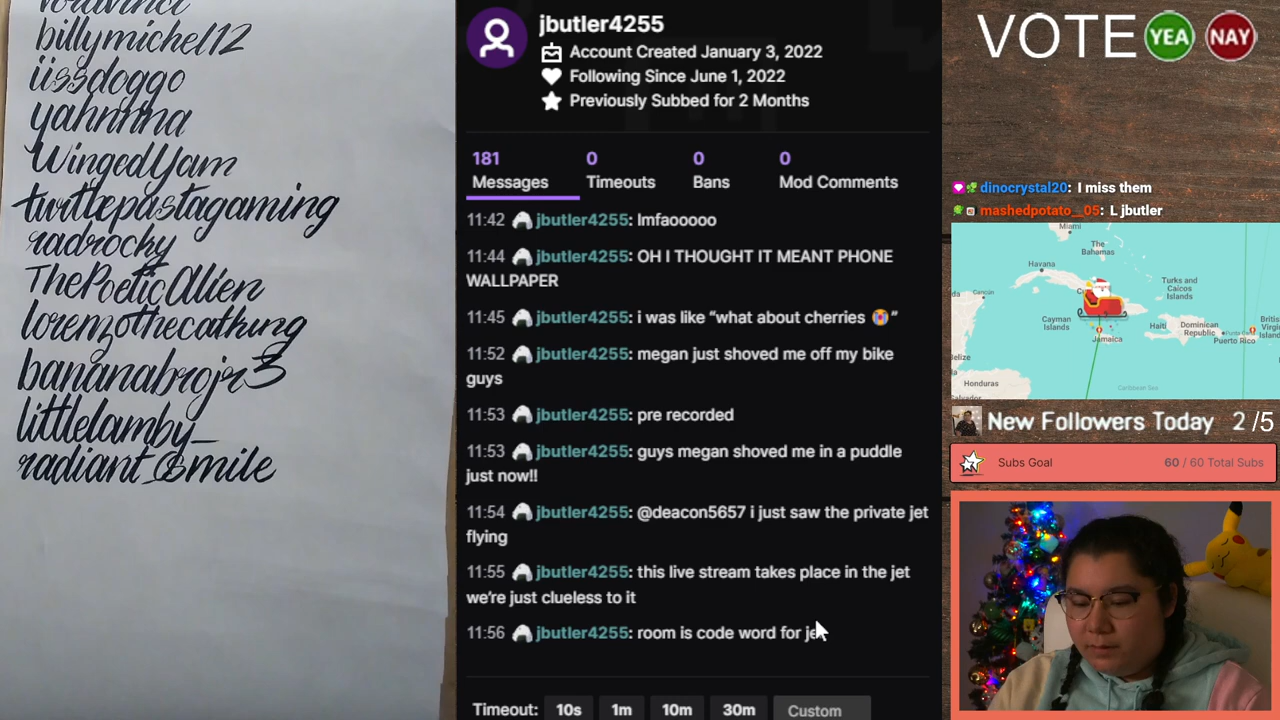 billymichel12
iissdoggo
yahnnna
WingedYam
turtlepastagaming
radrocky
ThePoeticAlien
lorenzothecatking
bananabrojr3
littlelamby_
radiant_smile
jbutler4255
Account Created January 3, 2022
Following Since June 1, 2022
Previously Subbed for 2 Months
181 0 0 0
Messages Timeouts Bans Mod Comments
11:42 jbutler4255: lmfaooooo
11:44 jbutler4255: OH I THOUGHT IT MEANT PHONE
WALLPAPER
11:45 jbutler4255: i was like “what about cherries 😭”
11:52 jbutler4255: megan just shoved me off my bike
guys
11:53 jbutler4255: pre recorded
11:53 jbutler4255: guys megan shoved me in a puddle
just now!!
11:54 jbutler4255: @deacon5657 i just saw the private jet
flying
11:55 jbutler4255: this live stream takes place in the jet
we’re just clueless to it
11:56 jbutler4255: room is code word for
Timeout: 10s 1m 10m 30m Custom
VOTE YEA NAY
dinocrystal20: I miss them
mashedpotato__05: L jbutler
Miami
The
Bahamas
Havana
Cancún
Turks and
Caicos
Islands
Cayman
Islands
Jamaica
Haiti
Dominican
Republic
Punta Cana
Puerto Rico
Belize
Honduras
Caribbean Sea
New Followers Today 2 /5
Subs Goal 60 / 60 Total Subs